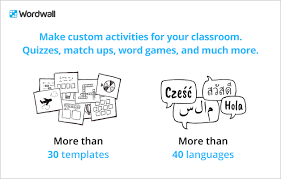 Wordwall
Make custom activities for your classroom.
Quizzes, match ups, word games, and much more.
Cześć
สวัสดี
سلام
Hola
More than
30 templates
More than
40 languages